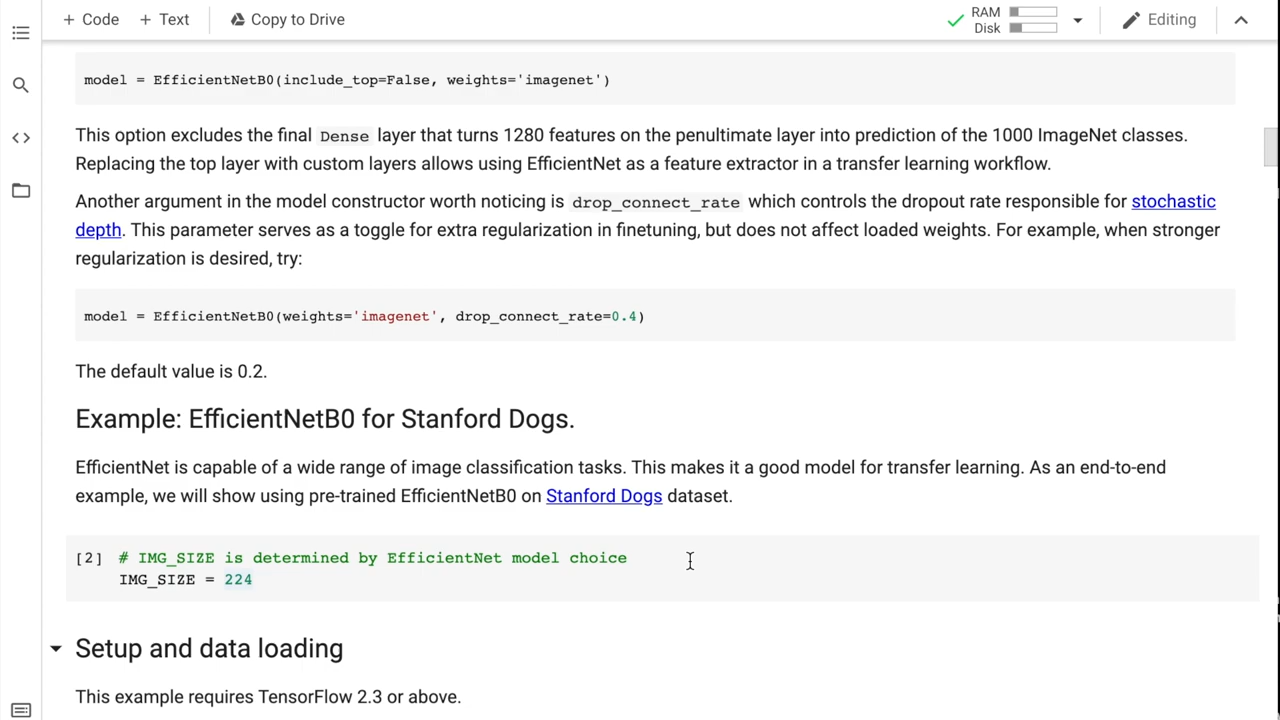 + Code + Text Copy to Drive RAM Disk Editing
model = EfficientNetB0(include_top=False, weights='imagenet')
This option excludes the final Dense layer that turns 1280 features on the penultimate layer into prediction of the 1000 ImageNet classes.
Replacing the top layer with custom layers allows using EfficientNet as a feature extractor in a transfer learning workflow.
Another argument in the model constructor worth noticing is drop_connect_rate which controls the dropout rate responsible for stochastic
depth. This parameter serves as a toggle for extra regularization in finetuning, but does not affect loaded weights. For example, when stronger
regularization is desired, try:
model = EfficientNetB0(weights='imagenet', drop_connect_rate=0.4)
The default value is 0.2.
Example: EfficientNetB0 for Stanford Dogs.
EfficientNet is capable of a wide range of image classification tasks. This makes it a good model for transfer learning. As an end-to-end
example, we will show using pre-trained EfficientNetB0 on Stanford Dogs dataset.
[2] # IMG_SIZE is determined by EfficientNet model choice
IMG_SIZE = 224
Setup and data loading
This example requires TensorFlow 2.3 or above.